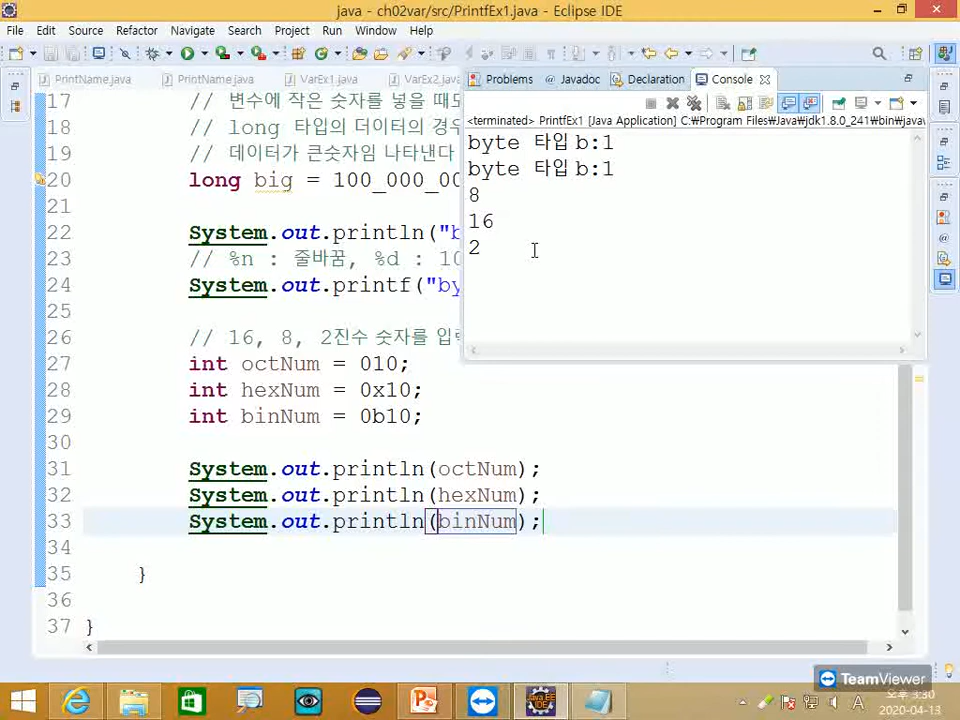 java - ch02var/src/PrintfEx1.java - Eclipse IDE
File Edit Source Refactor Navigate Search Project Run Window Help
PrintName.java PrintName.java VarEx1.java VarEx2.java
Problems Javadoc Declaration Console
<terminated> PrintfEx1 [Java Application] C:₩Program Files₩Java₩jdk1.8.0_241₩bin₩java
byte 타입 b:1
byte 타입 b:1
8
16
2
17 // 변수에 작은 숫자를 넣을 때도
18 // long 타입의 더이터의 경우
19 // 데이터가 큰숫자임 나타낸다
20 long big = 100_000_00
21
22 System.out.println("b
23 // %n : 줄바꿈, %d : 10
24 System.out.printf("by
25
26 // 16, 8, 2진수 숫자를 입력
27 int octNum = 010;
28 int hexNum = 0x10;
29 int binNum = 0b10;
30
31 System.out.println(octNum);
32 System.out.println(hexNum);
33 System.out.println(binNum);
34
35 }
36
37 }
TeamViewer
A 오후 3:30
2020-04-13